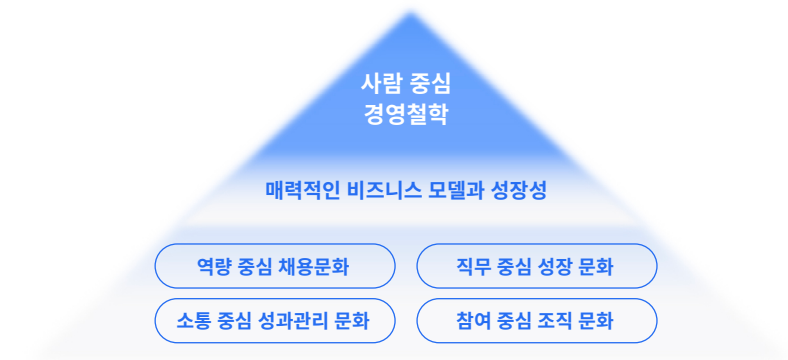 사람 중심
경영철학
매력적인 비즈니스 모델과 성장성
역량 중심 채용문화
직무 중심 성장 문화
소통 중심 성과관리 문화
참여 중심 조직 문화